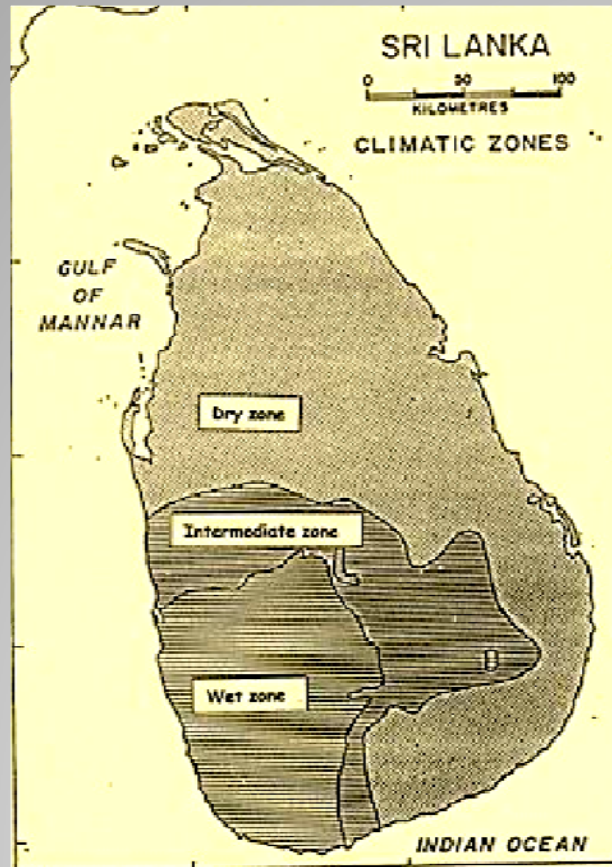 SRI LANKA
0 50 100
KILOMETRES
CLIMATIC ZONES
GULF
OF
MANNAR
Dry zone
Intermediate zone
Wet zone
INDIAN OCEAN